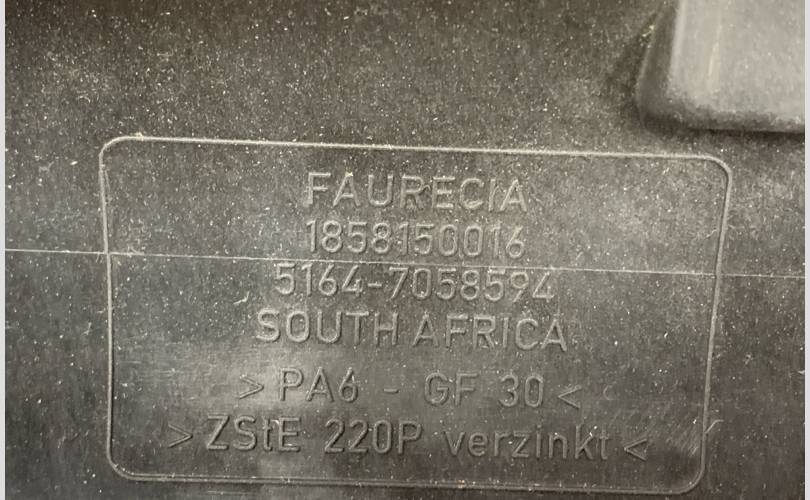 FAURECIA
1858150016
5164-7058594
SOUTH AFRICA
> PA6 - GF 30 <
> ZStE 220P verzinkt <